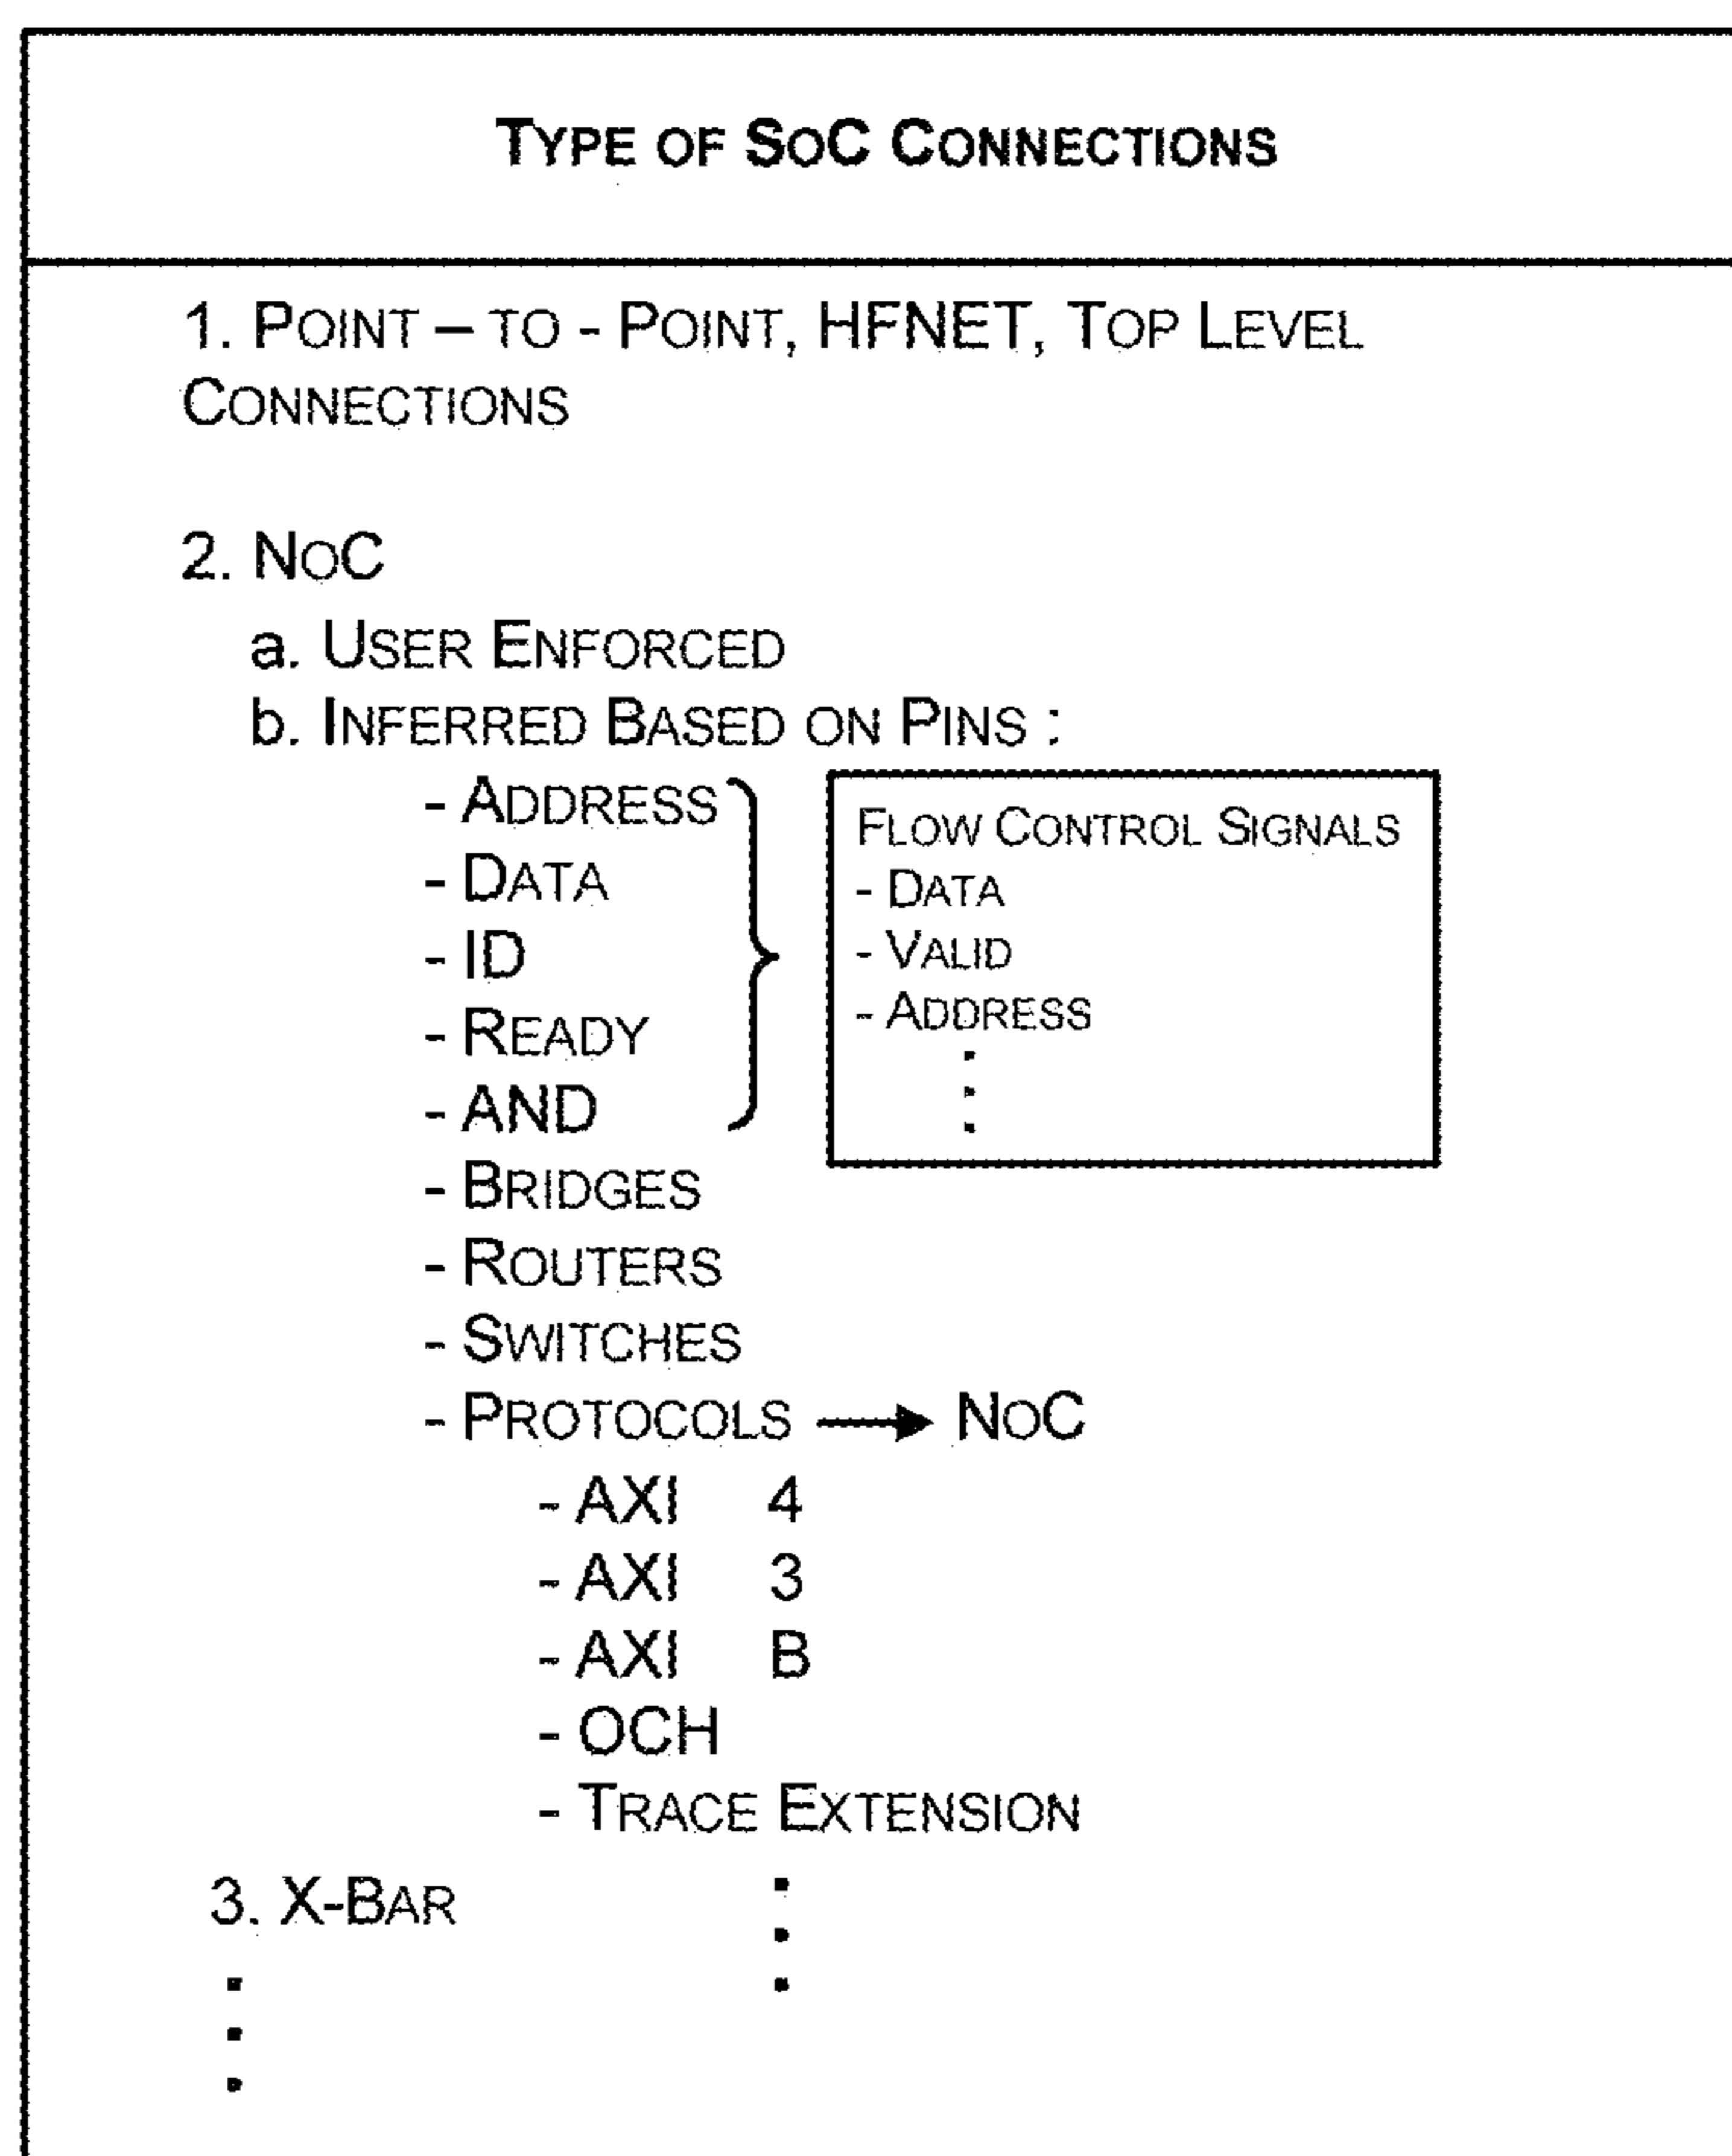 TYPE OF SOC CONNECTIONS
1. POINT – TO - POINT, HFNET, TOP LEVEL
CONNECTIONS
2. NOC
a. USER ENFORCED
b. INFERRED BASED ON PINS :
- ADDRESS
- DATA
- ID
- READY
- AND
FLOW CONTROL SIGNALS
- DATA
- VALID
- ADDRESS
- BRIDGES
- ROUTERS
- SWITCHES
- PROTOCOLS → NOC
- AXI 4
- AXI 3
- AXI B
- OCH
- TRACE EXTENSION
3. X-BAR